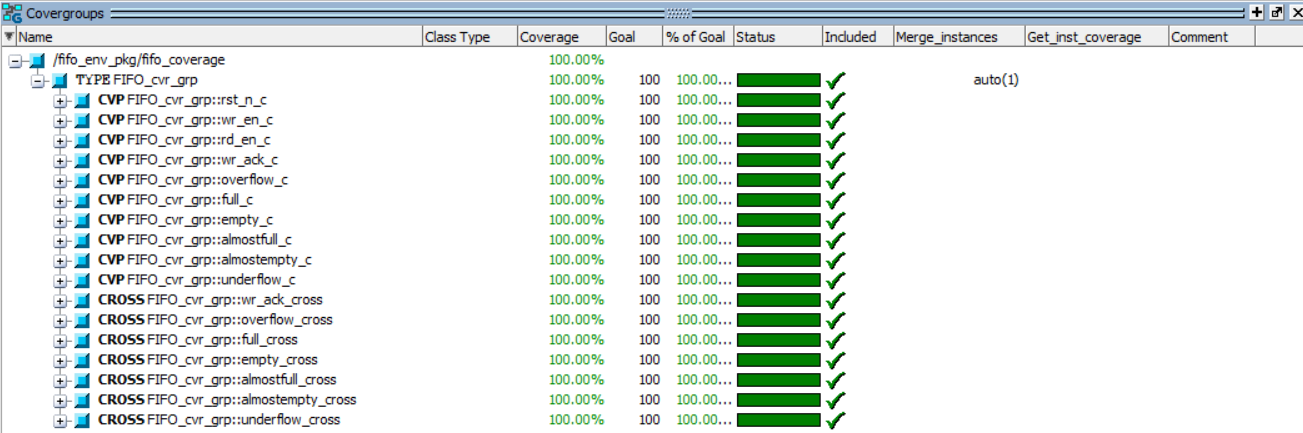 Covergroups
Name Class Type Coverage Goal % of Goal Status Included Merge_instances Get_inst_coverage Comment
/fifo_env_pkg/fifo_coverage 100.00%
TYPE FIFO_cvr_grp 100.00% 100 100.00... auto(1)
CVP FIFO_cvr_grp::rst_n_c 100.00% 100 100.00...
CVP FIFO_cvr_grp::wr_en_c 100.00% 100 100.00...
CVP FIFO_cvr_grp::rd_en_c 100.00% 100 100.00...
CVP FIFO_cvr_grp::wr_ack_c 100.00% 100 100.00...
CVP FIFO_cvr_grp::overflow_c 100.00% 100 100.00...
CVP FIFO_cvr_grp::full_c 100.00% 100 100.00...
CVP FIFO_cvr_grp::empty_c 100.00% 100 100.00...
CVP FIFO_cvr_grp::almostfull_c 100.00% 100 100.00...
CVP FIFO_cvr_grp::almostempty_c 100.00% 100 100.00...
CVP FIFO_cvr_grp::underflow_c 100.00% 100 100.00...
CROSS FIFO_cvr_grp::wr_ack_cross 100.00% 100 100.00...
CROSS FIFO_cvr_grp::overflow_cross 100.00% 100 100.00...
CROSS FIFO_cvr_grp::full_cross 100.00% 100 100.00...
CROSS FIFO_cvr_grp::empty_cross 100.00% 100 100.00...
CROSS FIFO_cvr_grp::almostfull_cross 100.00% 100 100.00...
CROSS FIFO_cvr_grp::almostempty_cross 100.00% 100 100.00...
CROSS FIFO_cvr_grp::underflow_cross 100.00% 100 100.00...